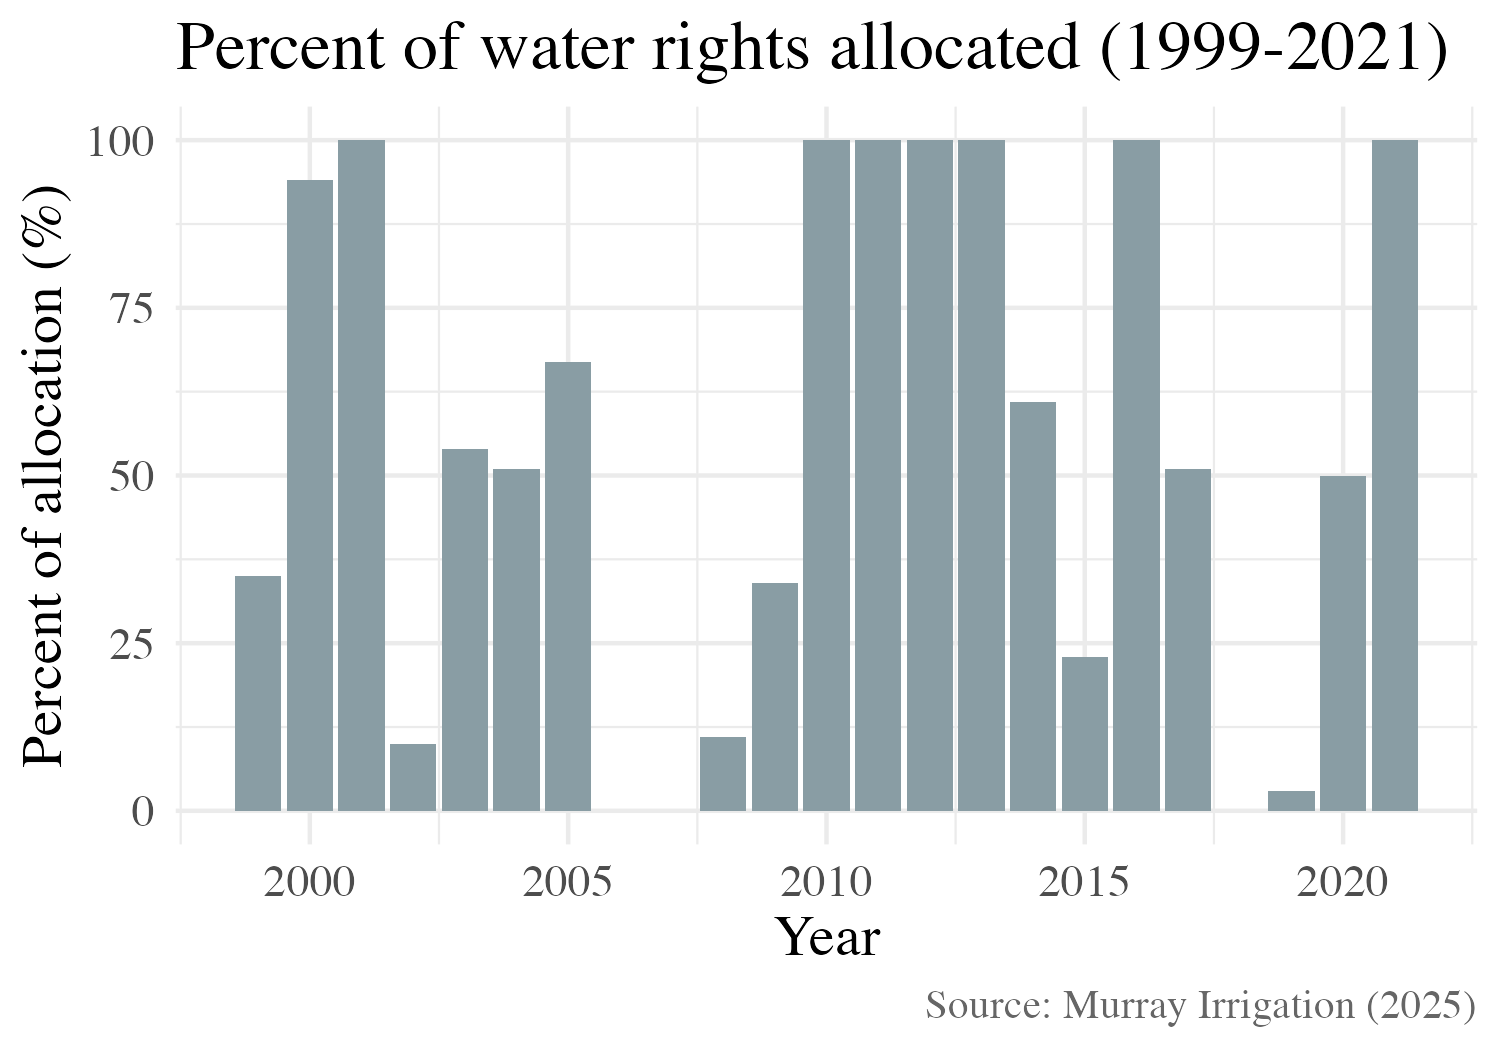 Percent of water rights allocated (1999-2021)
Percent of allocation (%)
100
75
50
25
0
2000 2005 2010 2015 2020
Year
Source: Murray Irrigation (2025)